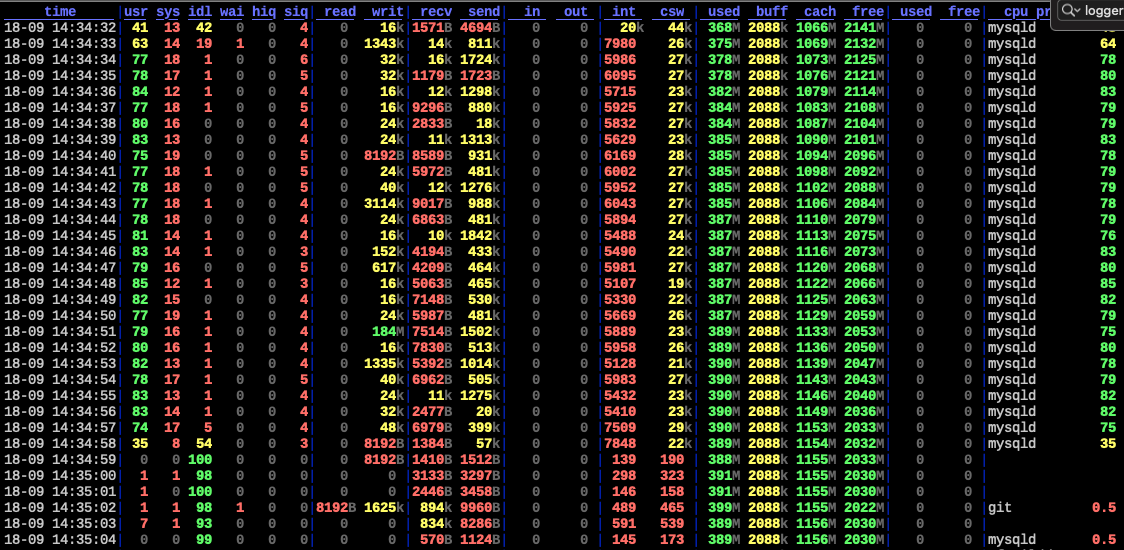 time usr sys idl wai hiq siq read writ recv send in out int csw used buff cach free used free cpu pr logger
18-09 14:34:32 41 13 42 0 0 4 0 16k 1571B 4694B 0 0 20k 44k 368M 2088k 1066M 2141M 0 0 mysqld
18-09 14:34:33 63 14 19 1 0 4 0 1343k 14k 811k 0 0 7980 26k 375M 2088k 1069M 2132M 0 0 mysqld 64
18-09 14:34:34 77 18 1 0 0 6 0 32k 16k 1724k 0 0 5986 27k 378M 2088k 1073M 2125M 0 0 mysqld 78
18-09 14:34:35 78 17 1 0 0 5 0 32k 1179B 1723B 0 0 6095 27k 378M 2088k 1076M 2121M 0 0 mysqld 80
18-09 14:34:36 84 12 1 0 0 4 0 16k 12k 1298k 0 0 5715 23k 382M 2088k 1079M 2114M 0 0 mysqld 83
18-09 14:34:37 77 18 1 0 0 5 0 16k 9296B 880k 0 0 5925 27k 384M 2088k 1083M 2108M 0 0 mysqld 79
18-09 14:34:38 80 16 0 0 0 4 0 24k 2833B 18k 0 0 5832 27k 384M 2088k 1087M 2104M 0 0 mysqld 79
18-09 14:34:39 83 13 0 0 0 4 0 24k 11k 1313k 0 0 5629 23k 385M 2088k 1090M 2101M 0 0 mysqld 83
18-09 14:34:40 75 19 0 0 0 5 0 8192B 8589B 931k 0 0 6169 28k 385M 2088k 1094M 2096M 0 0 mysqld 78
18-09 14:34:41 77 18 1 0 0 5 0 24k 5972B 481k 0 0 6002 27k 385M 2088k 1098M 2092M 0 0 mysqld 79
18-09 14:34:42 78 18 0 0 0 5 0 40k 12k 1276k 0 0 5952 27k 385M 2088k 1102M 2088M 0 0 mysqld 79
18-09 14:34:43 77 18 1 0 0 4 0 3114k 9017B 988k 0 0 6043 27k 385M 2088k 1106M 2084M 0 0 mysqld 78
18-09 14:34:44 78 18 0 0 0 4 0 24k 6863B 481k 0 0 5894 27k 387M 2088k 1110M 2079M 0 0 mysqld 79
18-09 14:34:45 81 14 1 0 0 4 0 16k 10k 1842k 0 0 5488 24k 387M 2088k 1113M 2075M 0 0 mysqld 76
18-09 14:34:46 83 14 1 0 0 3 0 152k 4194B 433k 0 0 5490 22k 387M 2088k 1116M 2073M 0 0 mysqld 83
18-09 14:34:47 79 16 0 0 0 5 0 617k 4209B 464k 0 0 5981 27k 387M 2088k 1120M 2068M 0 0 mysqld 80
18-09 14:34:48 85 12 1 0 0 3 0 16k 5063B 465k 0 0 5107 19k 387M 2088k 1122M 2066M 0 0 mysqld 85
18-09 14:34:49 82 15 0 0 0 4 0 16k 7148B 530k 0 0 5330 22k 387M 2088k 1125M 2063M 0 0 mysqld 82
18-09 14:34:50 77 19 1 0 0 4 0 24k 5987B 481k 0 0 5669 26k 387M 2088k 1129M 2059M 0 0 mysqld 79
18-09 14:34:51 79 16 1 0 0 4 0 184M 7514B 1502k 0 0 5889 23k 389M 2088k 1133M 2053M 0 0 mysqld 75
18-09 14:34:52 80 16 1 0 0 4 0 16k 7830B 513k 0 0 5958 26k 389M 2088k 1136M 2050M 0 0 mysqld 80
18-09 14:34:53 82 13 1 0 0 4 0 1335k 5392B 1014k 0 0 5128 21k 390M 2088k 1139M 2047M 0 0 mysqld 78
18-09 14:34:54 78 17 1 0 0 5 0 40k 6962B 505k 0 0 5983 27k 390M 2088k 1143M 2043M 0 0 mysqld 79
18-09 14:34:55 83 13 1 0 0 4 0 24k 11k 1275k 0 0 5432 23k 390M 2088k 1146M 2040M 0 0 mysqld 82
18-09 14:34:56 83 14 1 0 0 4 0 32k 2477B 20k 0 0 5410 23k 390M 2088k 1149M 2036M 0 0 mysqld 82
18-09 14:34:57 74 17 5 0 0 4 0 48k 6979B 399k 0 0 7509 29k 390M 2088k 1153M 2033M 0 0 mysqld 75
18-09 14:34:58 35 8 54 0 0 3 0 8192B 1384B 57k 0 0 7848 22k 389M 2088k 1154M 2032M 0 0 mysqld 35
18-09 14:34:59 0 0 100 0 0 0 0 8192B 1410B 1512B 0 0 139 190 388M 2088k 1155M 2033M 0 0
18-09 14:35:00 1 1 98 0 0 0 0 0 3133B 3297B 0 0 298 323 391M 2088k 1155M 2030M 0 0
18-09 14:35:01 1 0 100 0 0 0 0 0 2446B 3458B 0 0 146 158 391M 2088k 1155M 2030M 0 0
18-09 14:35:02 1 1 98 1 0 0 8192B 1625k 894k 9960B 0 0 489 465 399M 2088k 1155M 2022M 0 0 git 0.5
18-09 14:35:03 7 1 93 0 0 0 0 0 834k 8286B 0 0 591 539 389M 2088k 1156M 2030M 0 0
18-09 14:35:04 0 0 99 0 0 0 0 0 570B 1124B 0 0 145 173 389M 2088k 1156M 2030M 0 0 mysqld 0.5